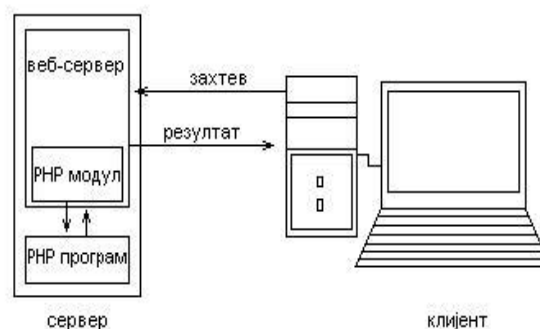 веб-сервер
захтев
резултат
PHP модул
PHP програм
сервер
клијент